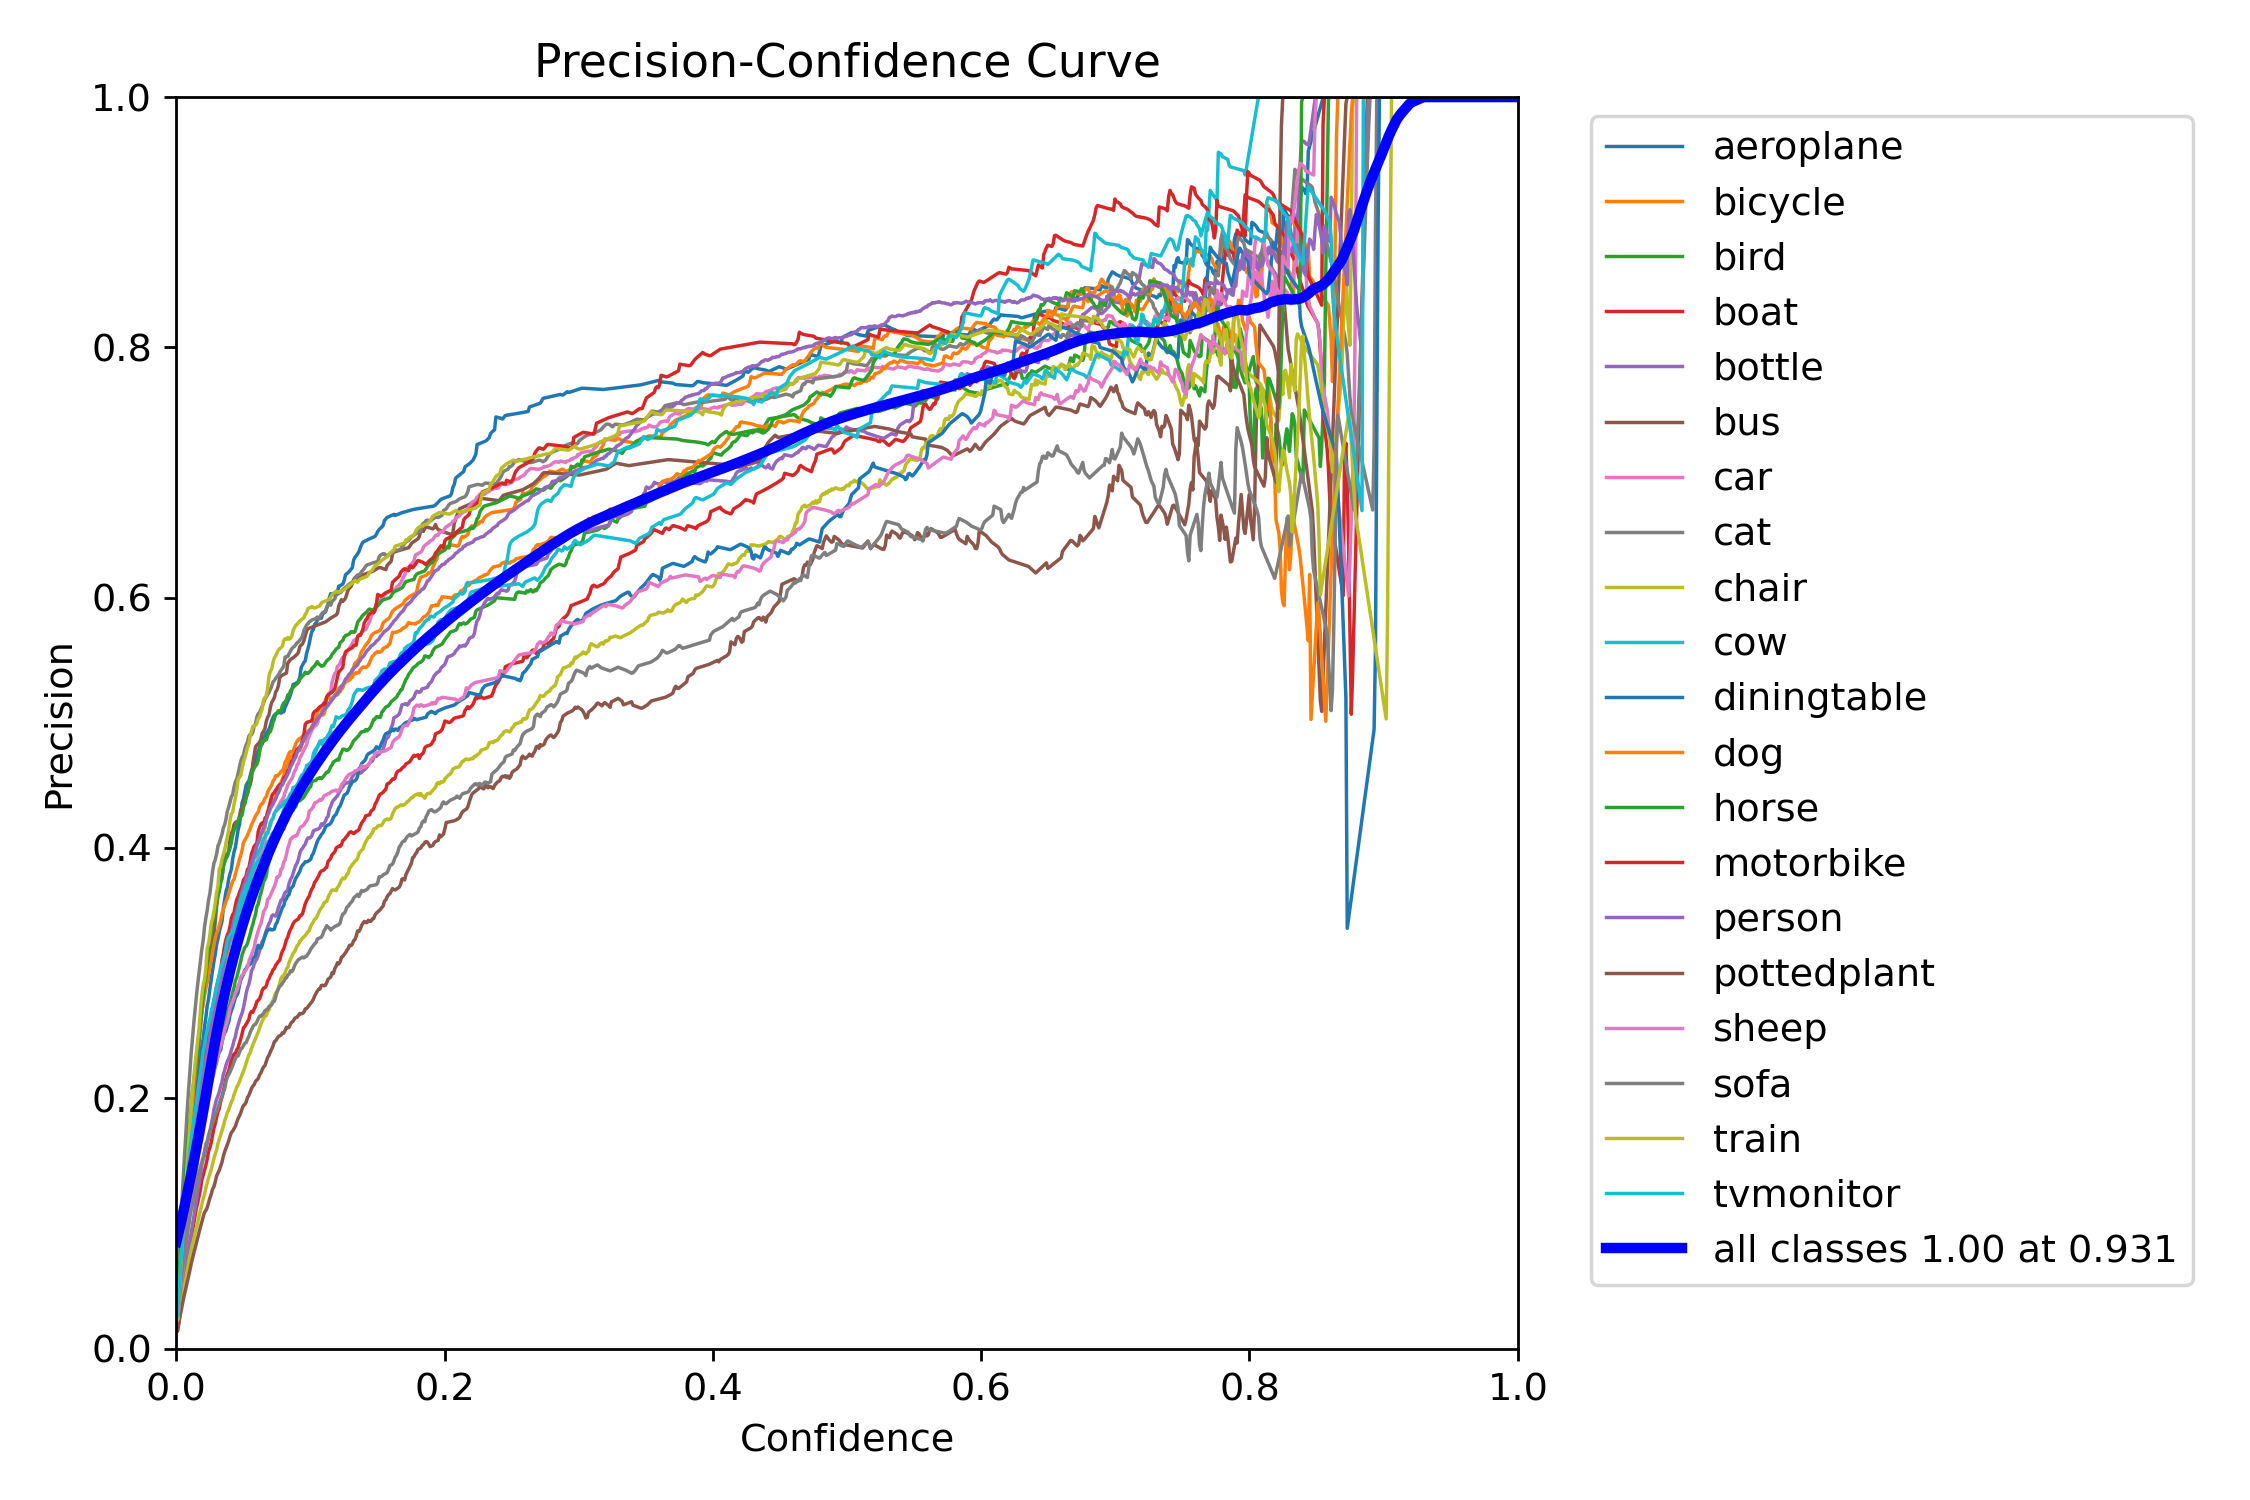 Precision-Confidence Curve
1.0
0.8
0.6
0.4
0.2
0.0
Precision
0.0 0.2 0.4 0.6 0.8 1.0
Confidence
aeroplane
bicycle
bird
boat
bottle
bus
car
cat
chair
cow
diningtable
dog
horse
motorbike
person
pottedplant
sheep
sofa
train
tvmonitor
all classes 1.00 at 0.931